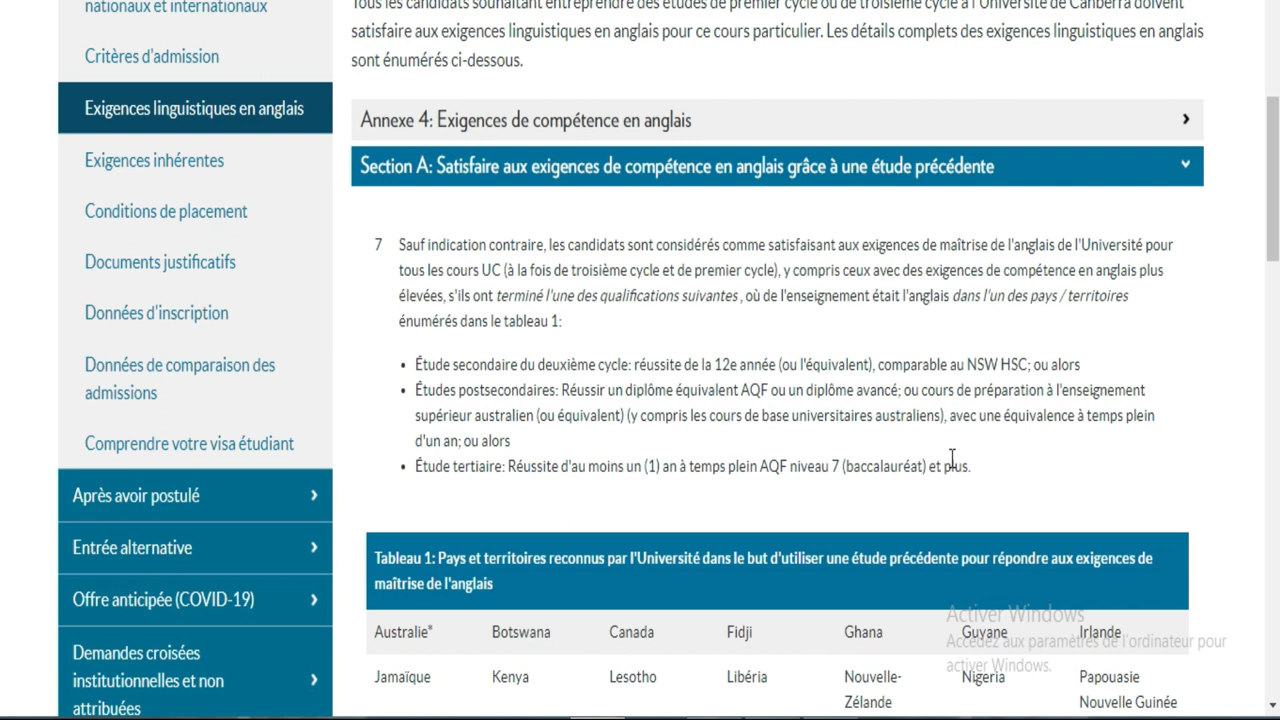 nationaux et internationaux
Critères d'admission
Exigences linguistiques en anglais
Exigences inhérentes
Conditions de placement
Documents justificatifs
Données d'inscription
Données de comparaison des
admissions
Comprendre votre visa étudiant
Après avoir postulé
Entrée alternative
Offre anticipée (COVID-19)
Demandes croisées
institutionnelles et non
attribuées
Tous les candidats souhaitant entreprendre des études de premier cycle ou de troisième cycle à l'Université de Canberra doivent
satisfaire aux exigences linguistiques en anglais pour ce cours particulier. Les détails complets des exigences linguistiques en anglais
sont énumérés ci-dessous.
Annexe 4: Exigences de compétence en anglais
Section A: Satisfaire aux exigences de compétence en anglais grâce à une étude précédente
7 Sauf indication contraire, les candidats sont considérés comme satisfaisant aux exigences de maîtrise de l'anglais de l'Université pour
tous les cours UC (à la fois de troisième cycle et de premier cycle), y compris ceux avec des exigences de compétence en anglais plus
élevées, s'ils ont terminé l'une des qualifications suivantes , où de l'enseignement était l'anglais dans l'un des pays / territoires
énumérés dans le tableau 1:
• Étude secondaire du deuxième cycle: réussite de la 12e année (ou l'équivalent), comparable au NSW HSC; ou alors
• Études postsecondaires: Réussir un diplôme équivalent AQF ou un diplôme avancé; ou cours de préparation à l'enseignement
supérieur australien (ou équivalent) (y compris les cours de base universitaires australiens), avec une équivalence à temps plein
d'un an; ou alors
• Étude tertiaire: Réussite d'au moins un (1) an à temps plein AQF niveau 7 (baccalauréat) et plus.
Tableau 1: Pays et territoires reconnus par l'Université dans le but d'utiliser une étude précédente pour répondre aux exigences de
maîtrise de l'anglais
Australie* Botswana Canada Fidji Ghana Guyane Irlande
Jamaïque Kenya Lesotho Libéria Nouvelle- Nigeria Papouasie
Zélande Nouvelle Guinée
Activer Windows
Accédez aux paramètres de l'ordinateur pour
activer Windows.